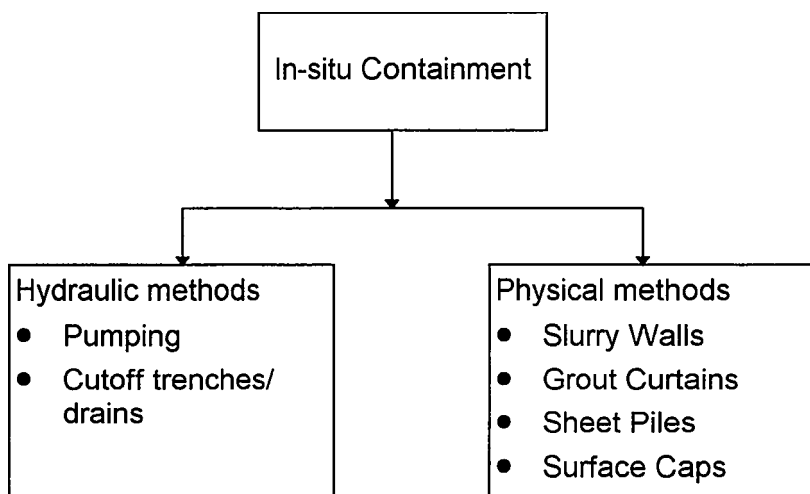 In-situ Containment
Hydraulic methods
● Pumping
● Cutoff trenches/
drains
Physical methods
● Slurry Walls
● Grout Curtains
● Sheet Piles
● Surface Caps